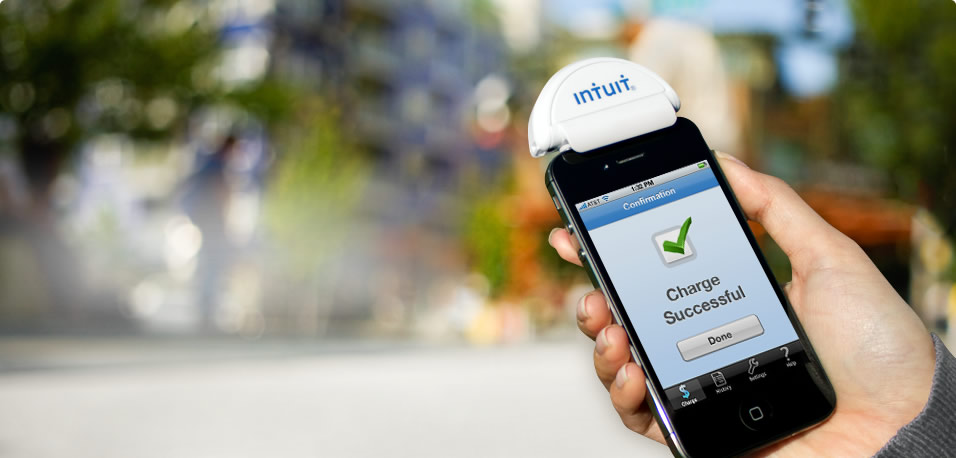 INTUIT®
AT&T 1:32 PM
Confirmation
Charge
Successful
Done
Charge
History
Settings
Help